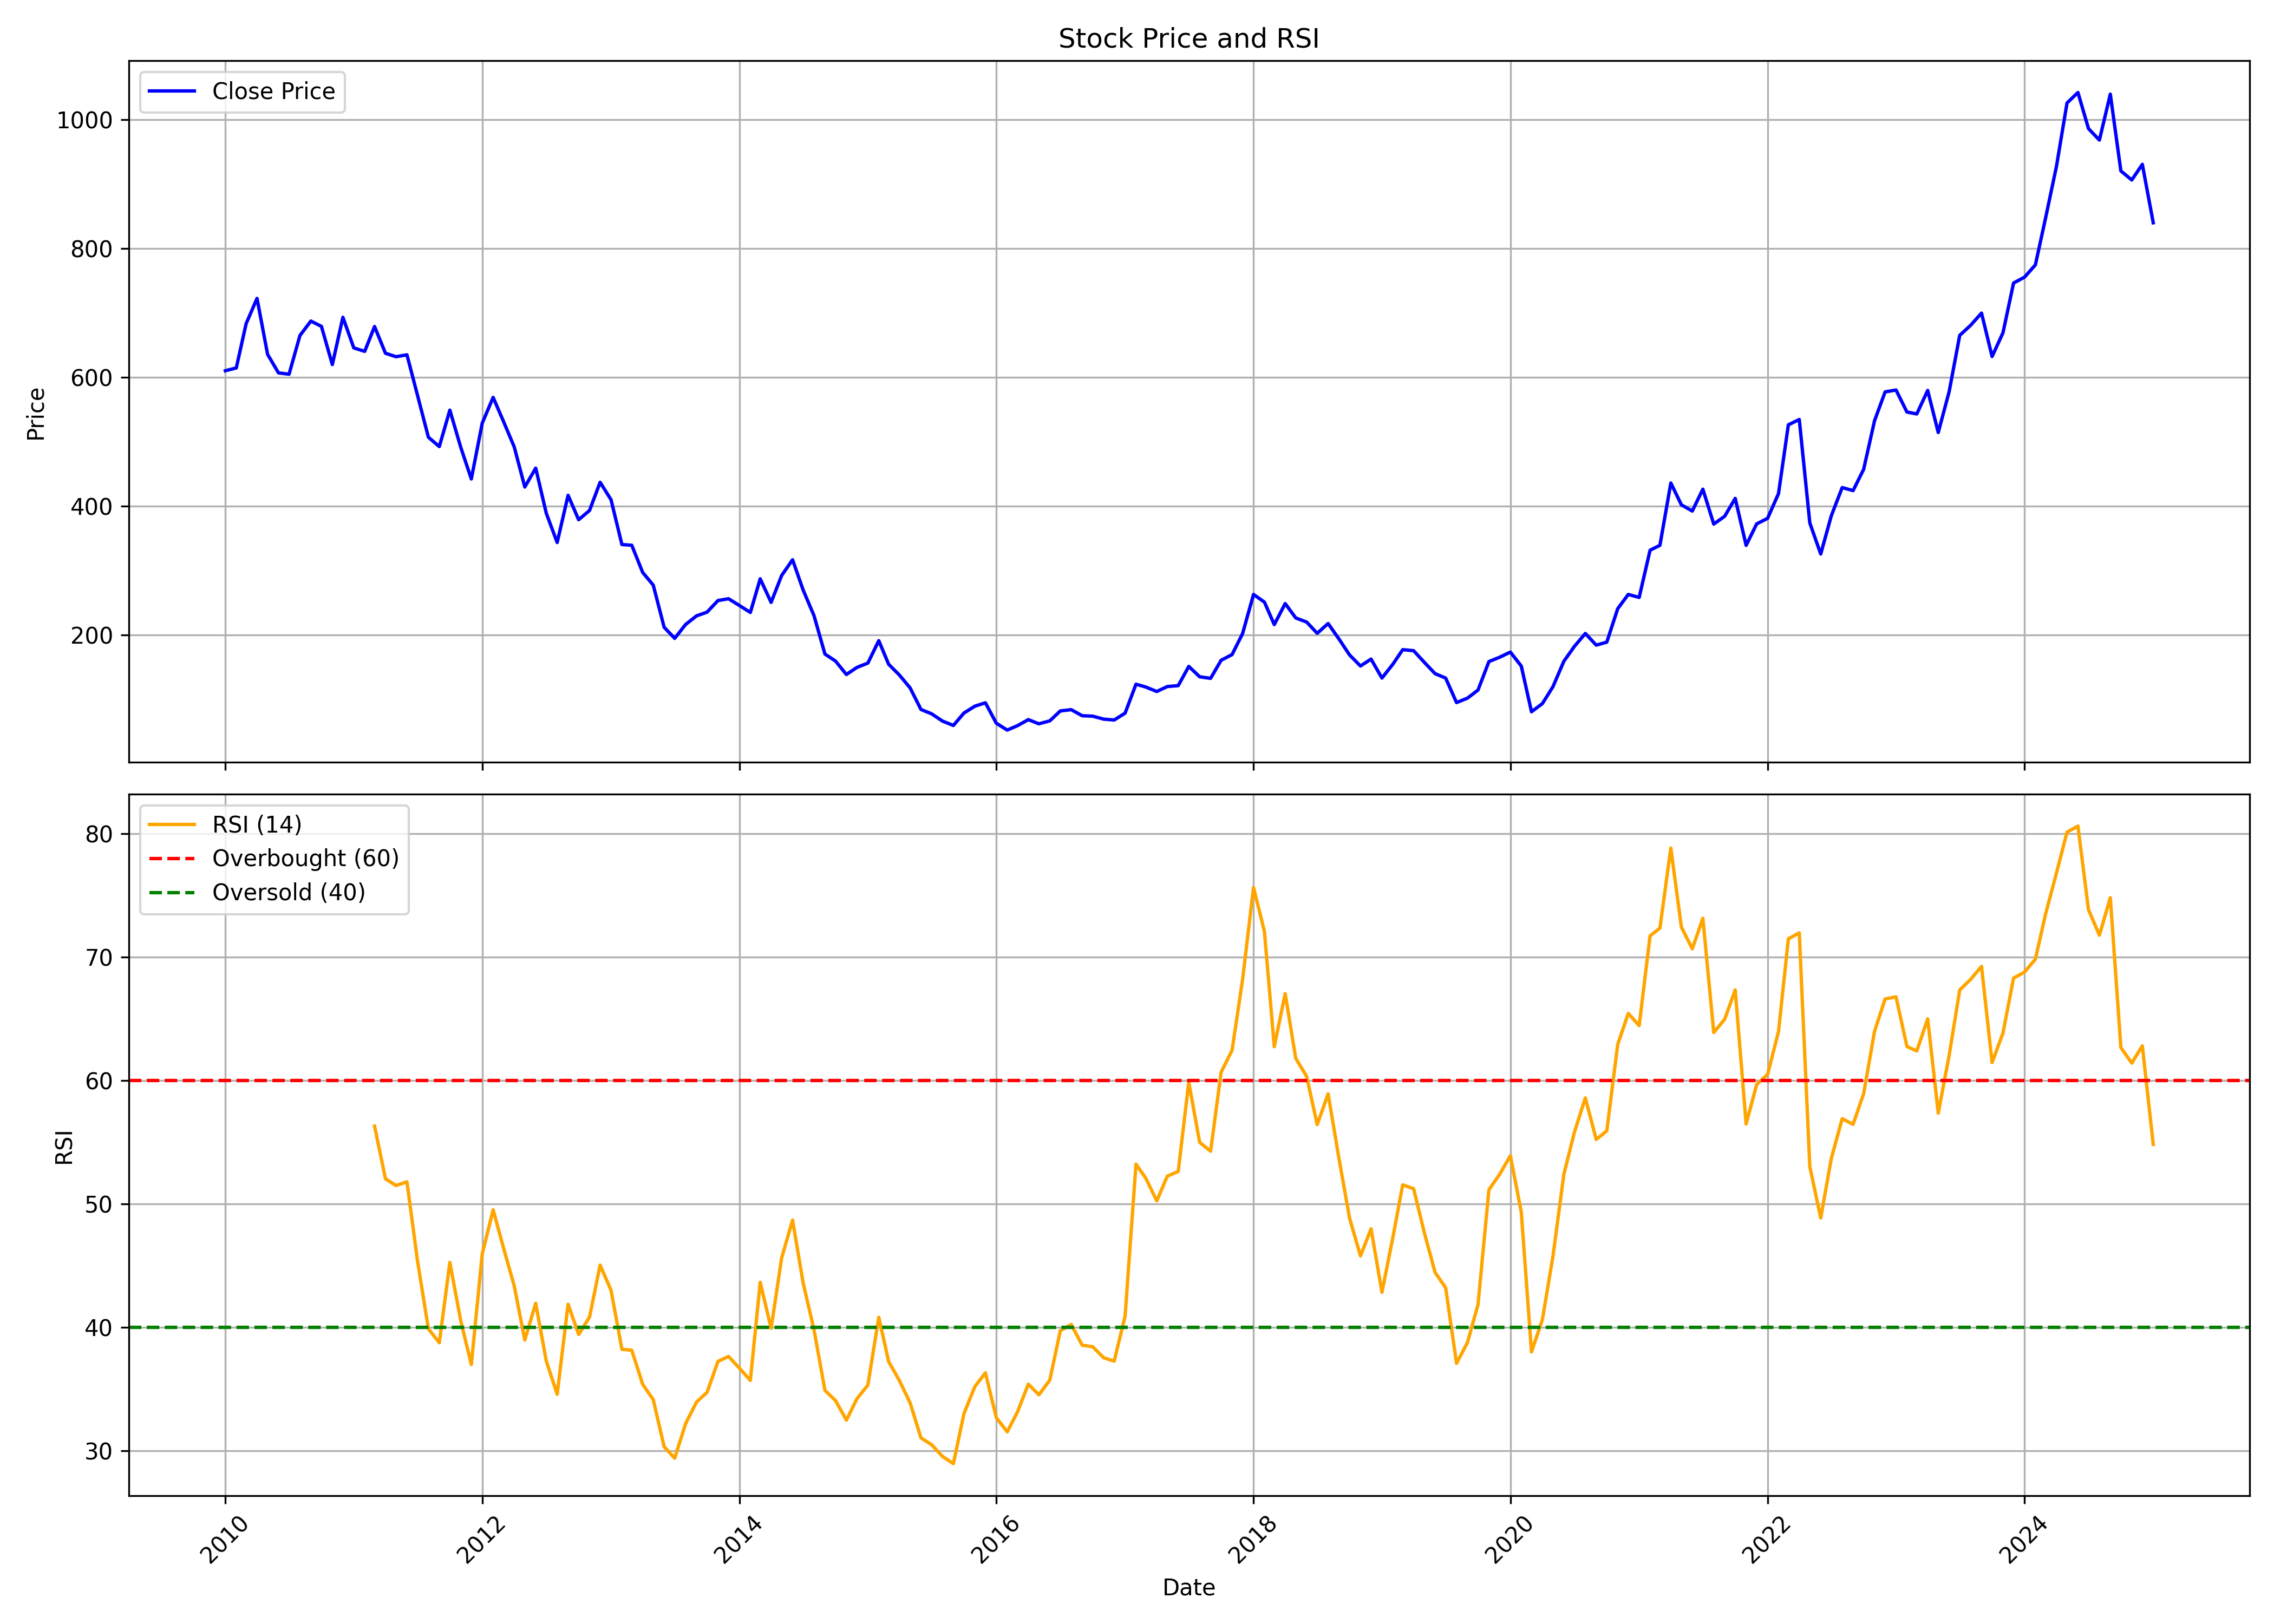 Stock Price and RSI
Close Price
1000
800
600
400
200
Price
RSI (14)
Overbought (60)
Oversold (40)
80
70
60
50
40
30
RSI
2010
2012
2014
2016
2018
2020
2022
2024
Date